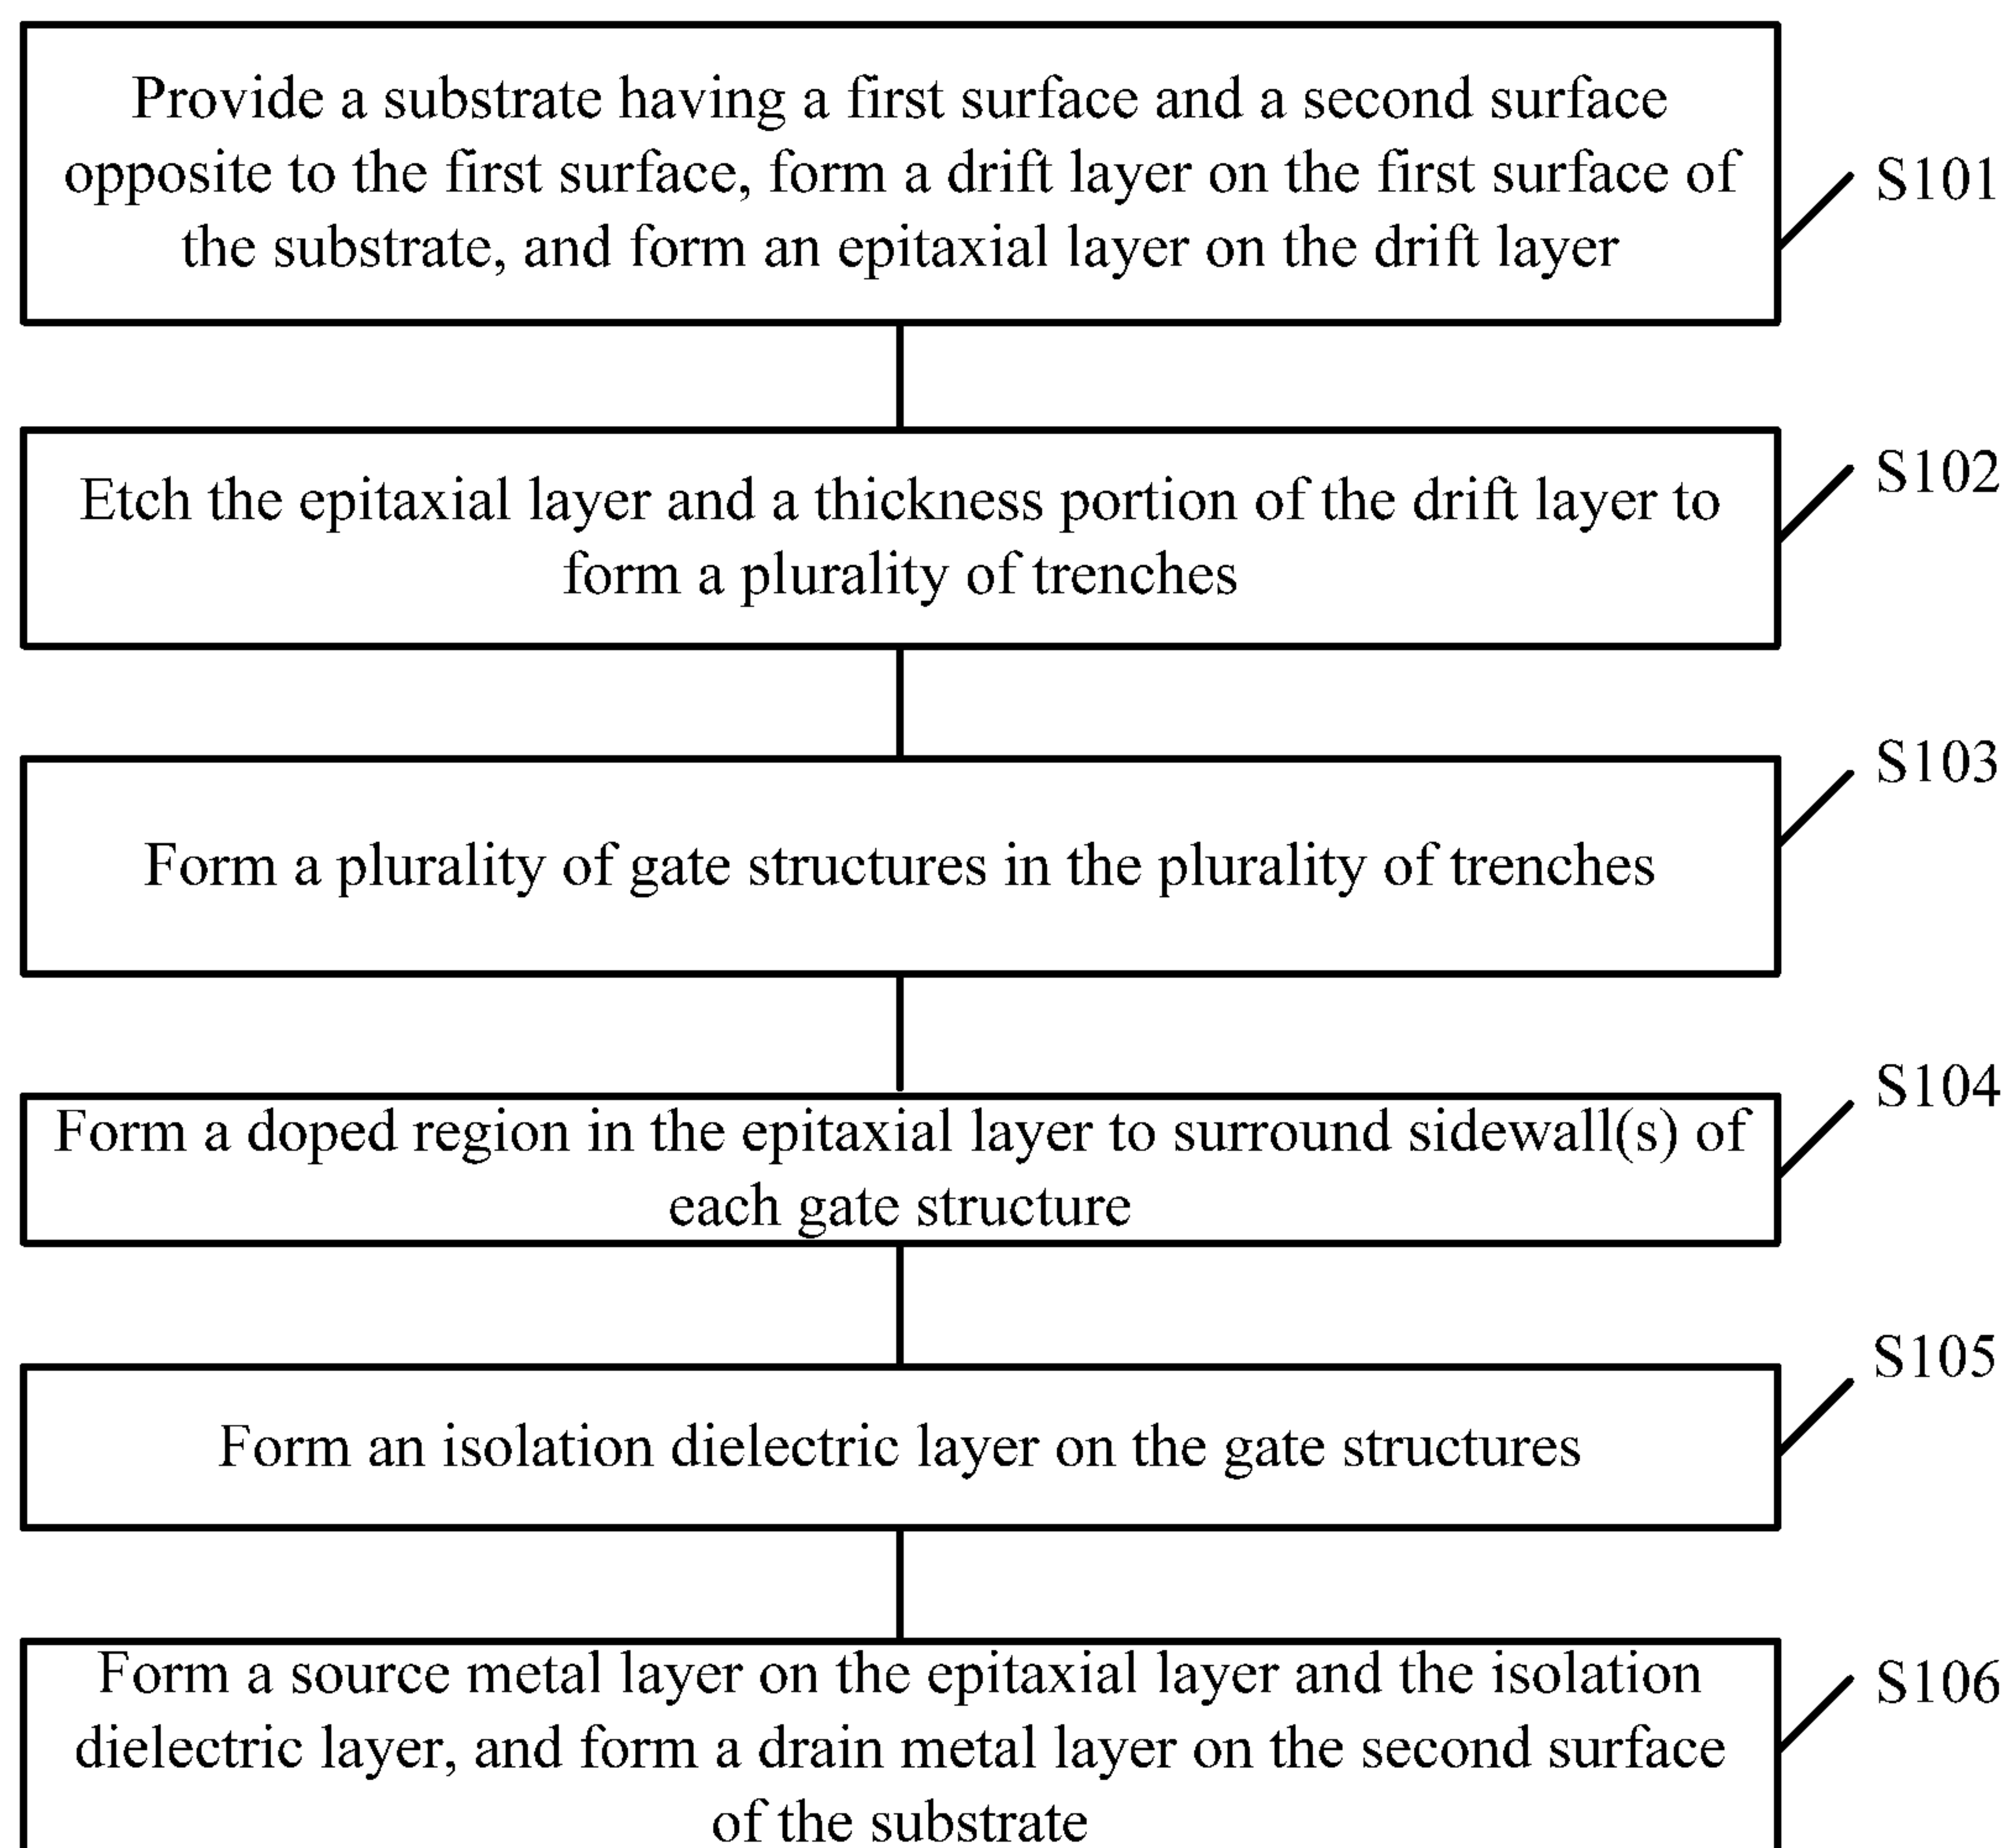 Provide a substrate having a first surface and a second surface
opposite to the first surface, form a drift layer on the first surface of
the substrate, and form an epitaxial layer on the drift layer
S101
Etch the epitaxial layer and a thickness portion of the drift layer to
form a plurality of trenches
S102
Form a plurality of gate structures in the plurality of trenches
S103
Form a doped region in the epitaxial layer to surround sidewall(s) of
each gate structure
S104
Form an isolation dielectric layer on the gate structures
S105
Form a source metal layer on the epitaxial layer and the isolation
dielectric layer, and form a drain metal layer on the second surface
of the substrate
S106